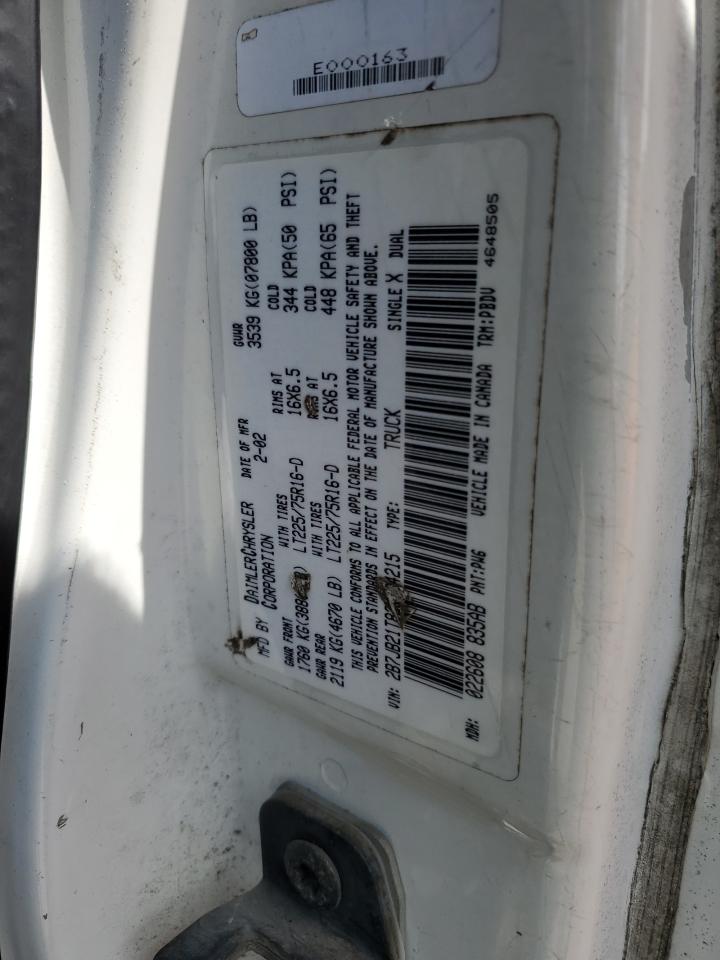 E000163
MFD BY DAIMLERCHRYSLER CORPORATION
DATE OF MFR 2-02
GVWR 3539 KG(07800 LB)
GAWR FRONT WITH TIRES RIMS AT COLD
1760 KG( LT225/75R16-D 16X6.5 344 KPA(50 PSI)
GAWR REAR WITH TIRES RIMS AT COLD
2119 KG(4670 LB) LT225/75R16-D 16X6.5 448 KPA(65 PSI)
THIS VEHICLE CONFORMS TO ALL APPLICABLE FEDERAL MOTOR VEHICLE SAFETY AND THEFT
PREVENTION STANDARDS IN EFFECT ON THE DATE OF MANUFACTURE SHOWN ABOVE.
VIN: TYPE: TRUCK SINGLE X DUAL
MDH: 022608 835AB PNT:PW6 VEHICLE MADE IN CANADA TRM:PBDV 4648505